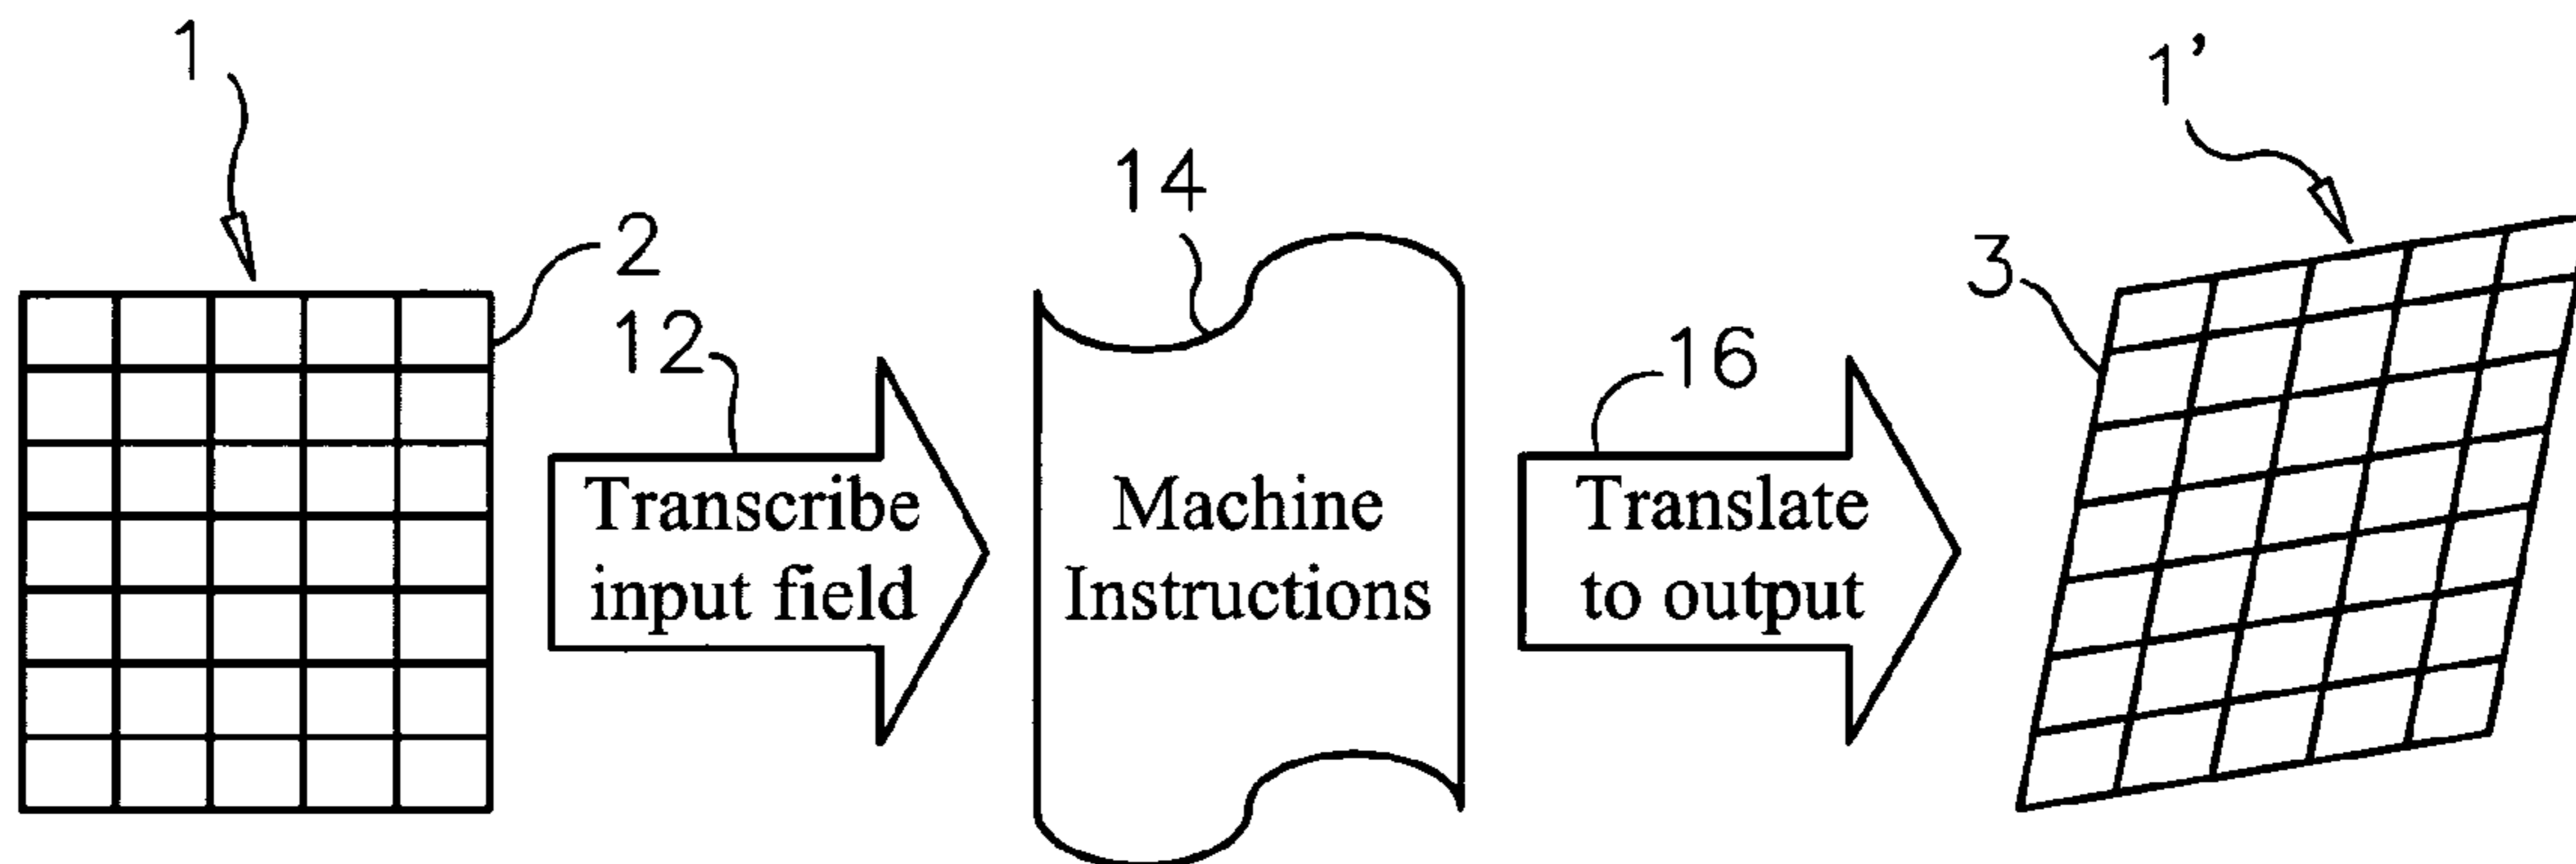 1
2
12
Transcribe
input field
14
Machine
Instructions
16
Translate
to output
1’
3